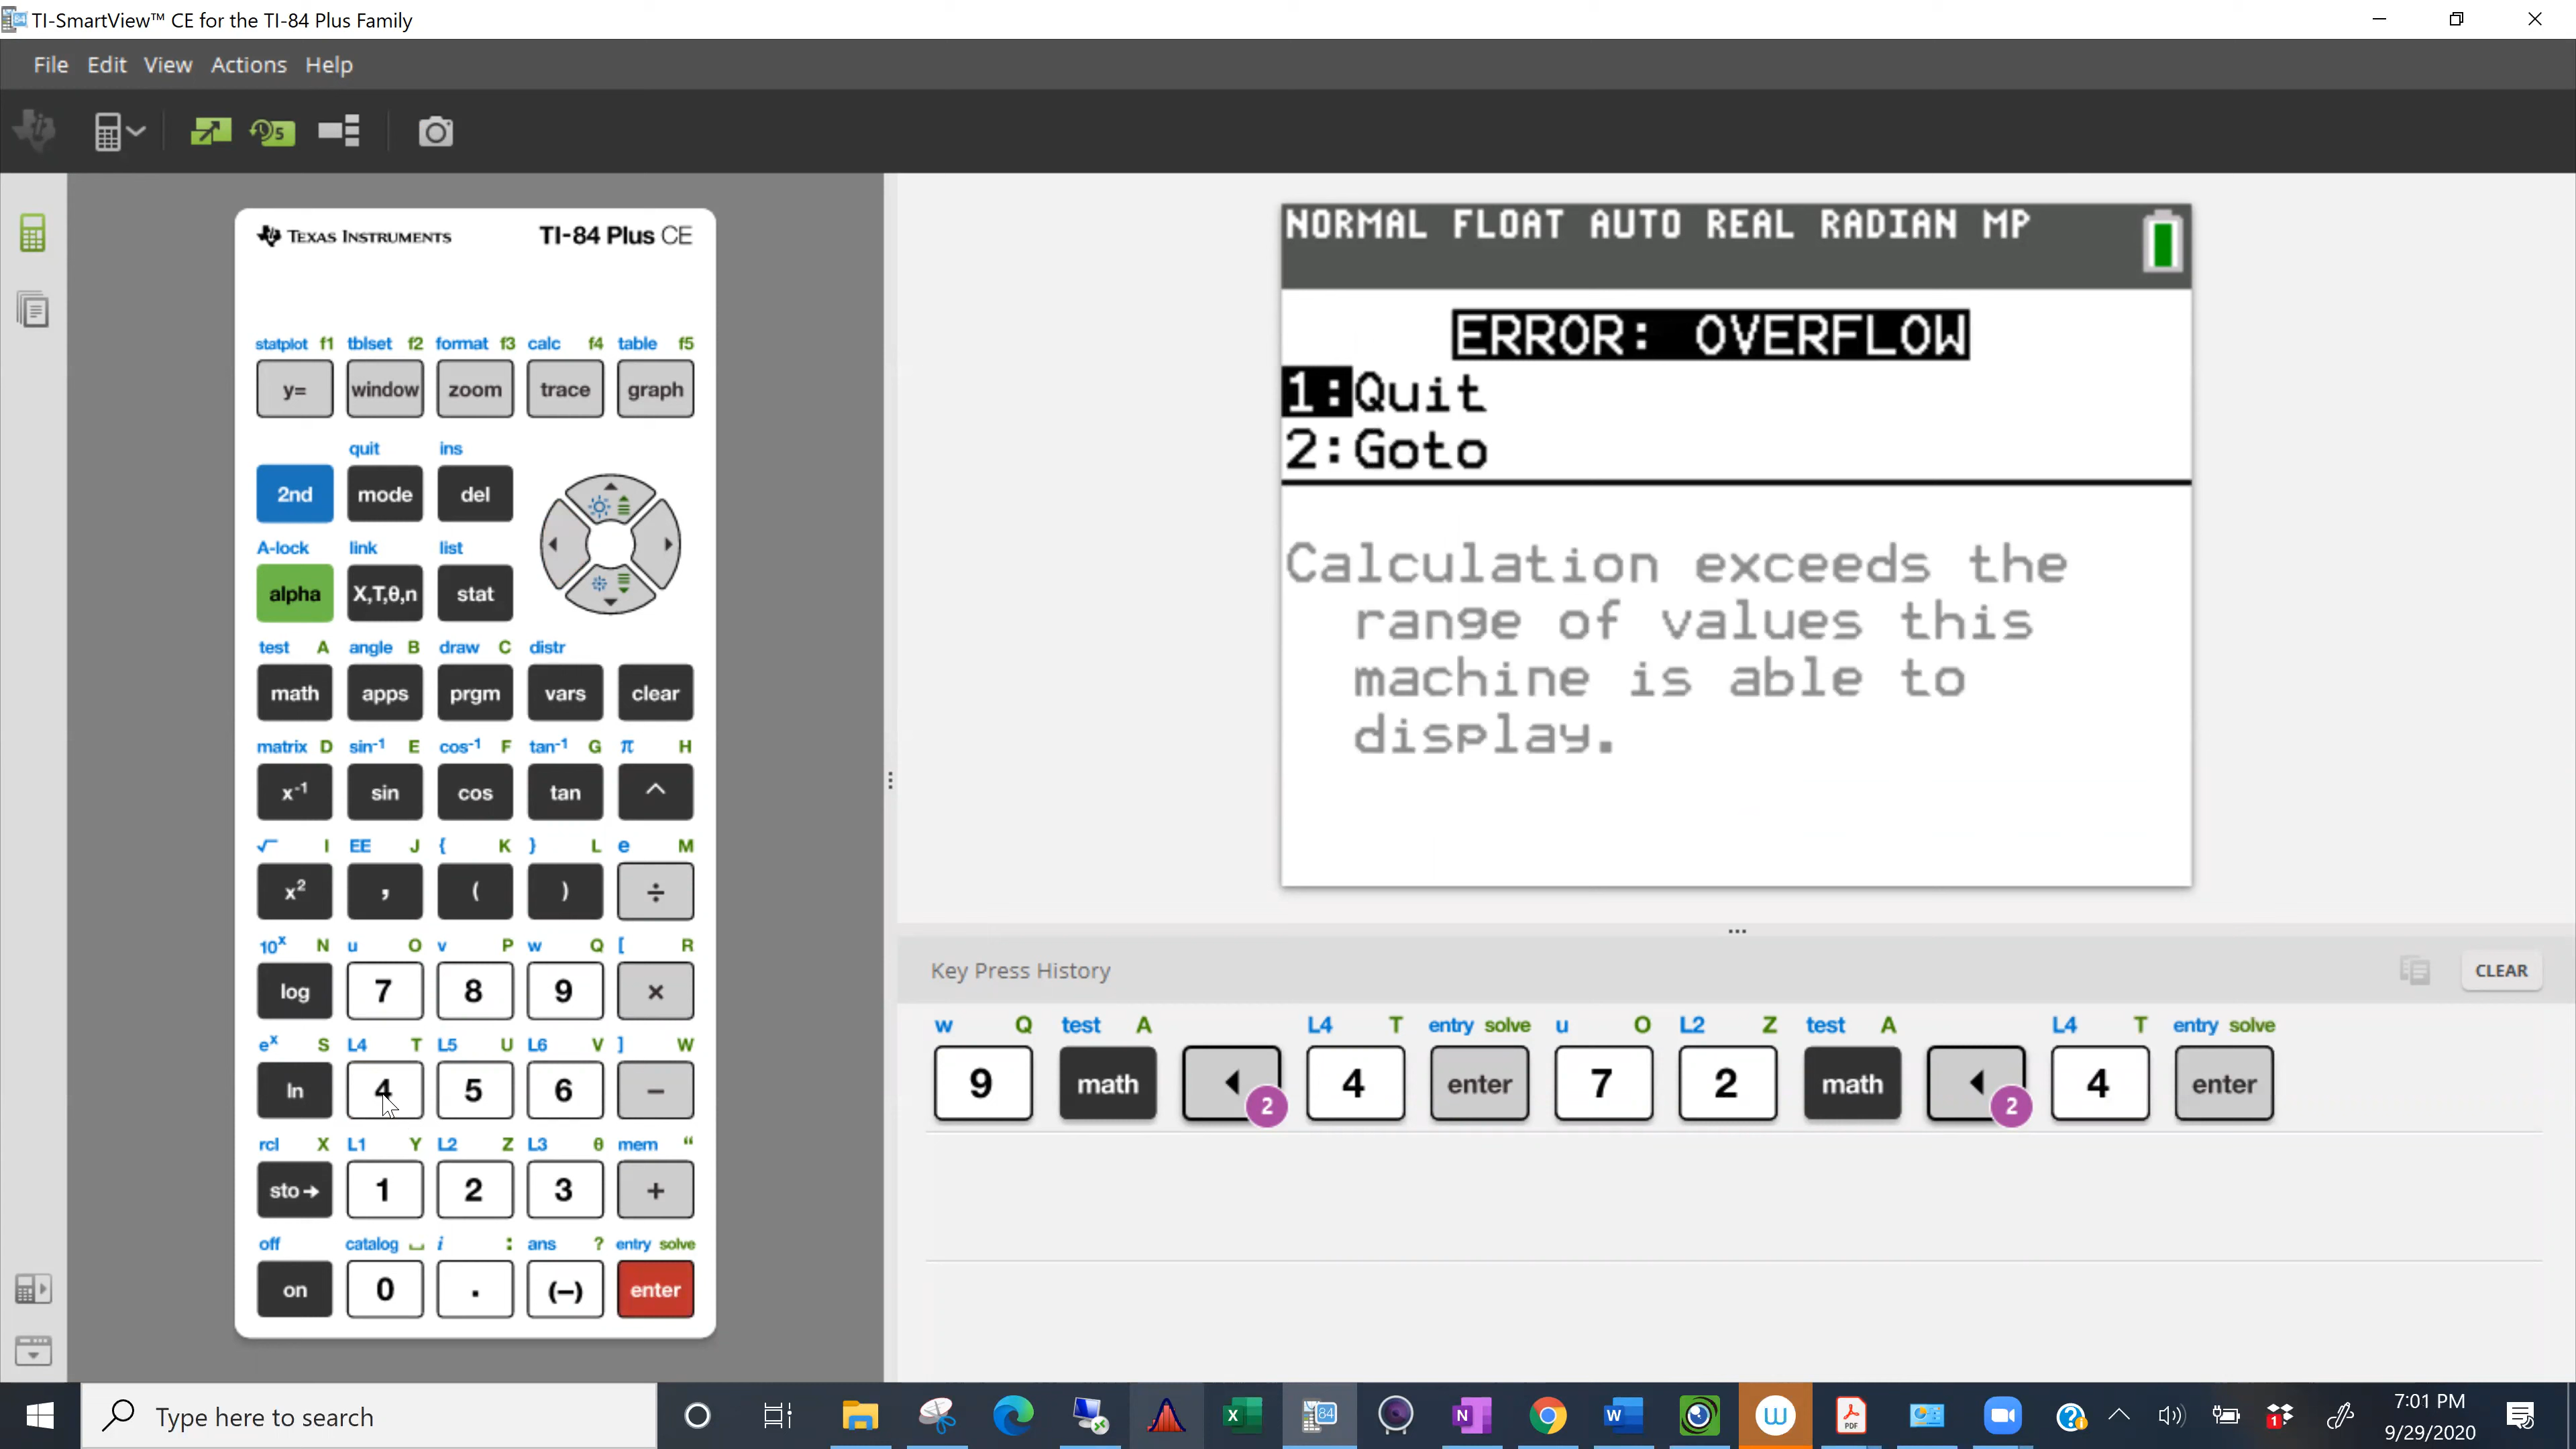 TI-SmartView™ CE for the TI-84 Plus Family
File Edit View Actions Help
84
5
TEXAS INSTRUMENTS TI-84 Plus CE
statplot f1 tblset f2 format f3 calc f4 table f5
y= window zoom trace graph
quit ins
2nd mode del
A-lock link list
alpha X,T,θ,n stat
test A angle B draw C distr
math apps prgm vars clear
matrix D sin⁻¹ E cos⁻¹ F tan⁻¹ G π H
x⁻¹ sin cos tan ^
√ I EE J { K } L e M
x² , ( ) ÷
10ˣ N u O v P w Q [ R
log 7 8 9 ×
eˣ S L4 T L5 U L6 V ] W
ln 4 5 6 −
rcl X L1 Y L2 Z L3 θ mem “
sto→ 1 2 3 +
off catalog ⎵ i : ans ? entry solve
on 0 . (−) enter
NORMAL FLOAT AUTO REAL RADIAN MP
ERROR: OVERFLOW
1:Quit
2:Goto
Calculation exceeds the
range of values this
machine is able to
display.
Key Press History CLEAR
w Q test A L4 T entry solve u O L2 Z test A L4 T entry solve
9 math 2 4 enter 7 2 math 2 4 enter
Type here to search
X 84 N W W PDF ? 1
7:01 PM
9/29/2020